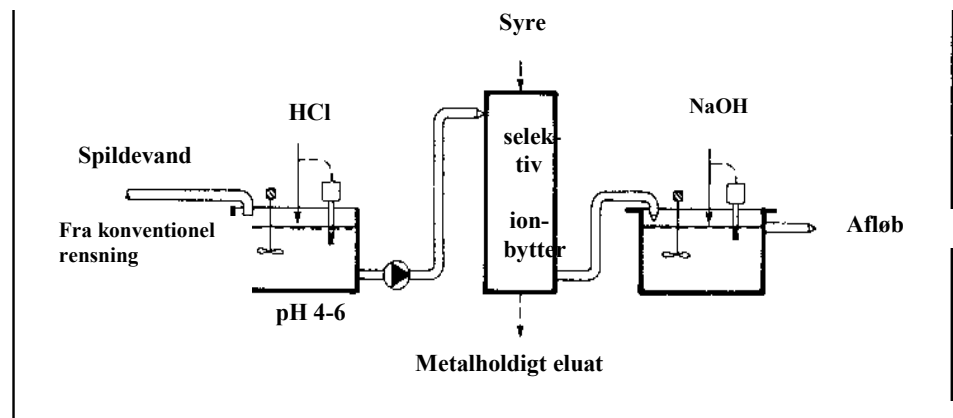 Syre
HCl
NaOH
Spildevand
selek-
tiv
ion-
bytter
Fra konventionel
rensning
Afløb
pH 4-6
Metalholdigt eluat